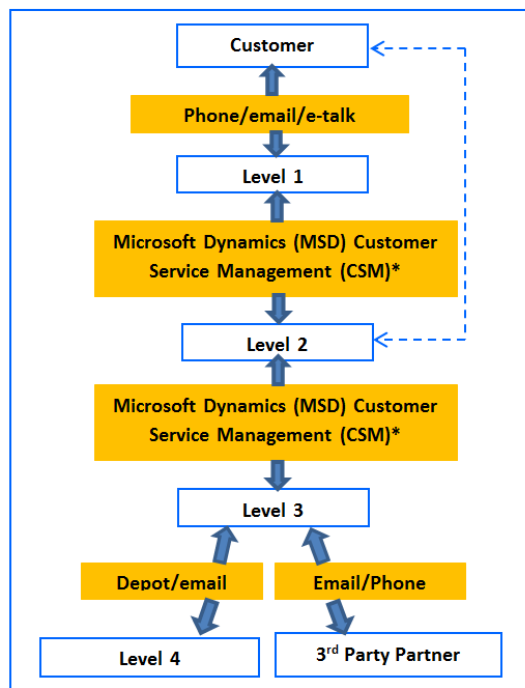 Customer
Phone/email/e-talk
Level 1
Microsoft Dynamics (MSD) Customer
Service Management (CSM)*
Level 2
Microsoft Dynamics (MSD) Customer
Service Management (CSM)*
Level 3
Depot/email
Email/Phone
Level 4
3rd Party Partner